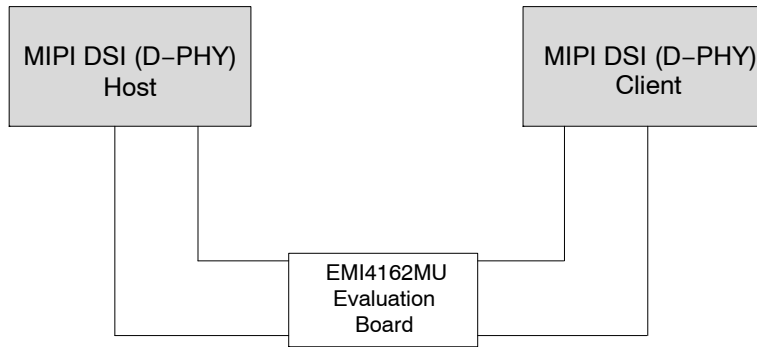 MIPI DSI (D−PHY)
Host
MIPI DSI (D−PHY)
Client
EMI4162MU
Evaluation
Board